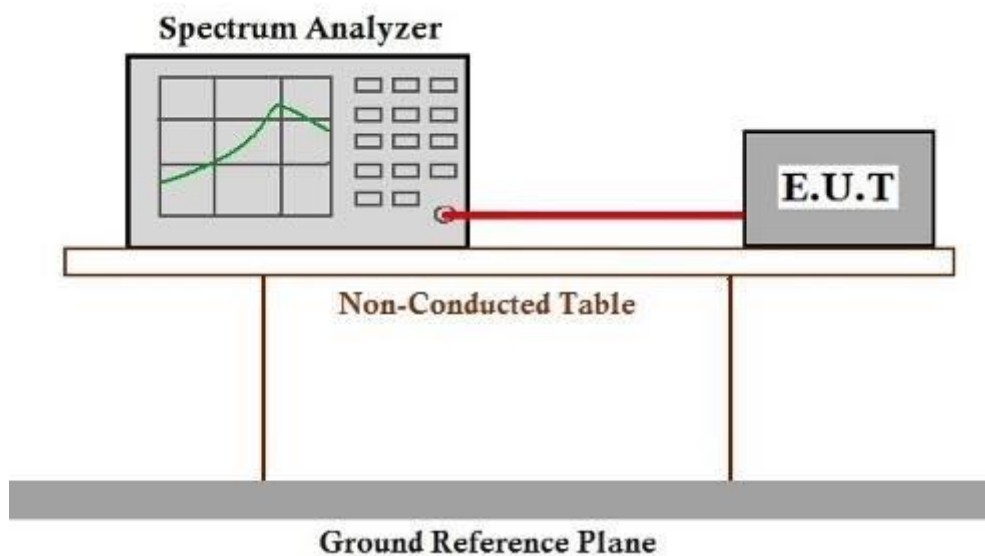 Spectrum Analyzer
E.U.T
Non-Conducted Table
Ground Reference Plane